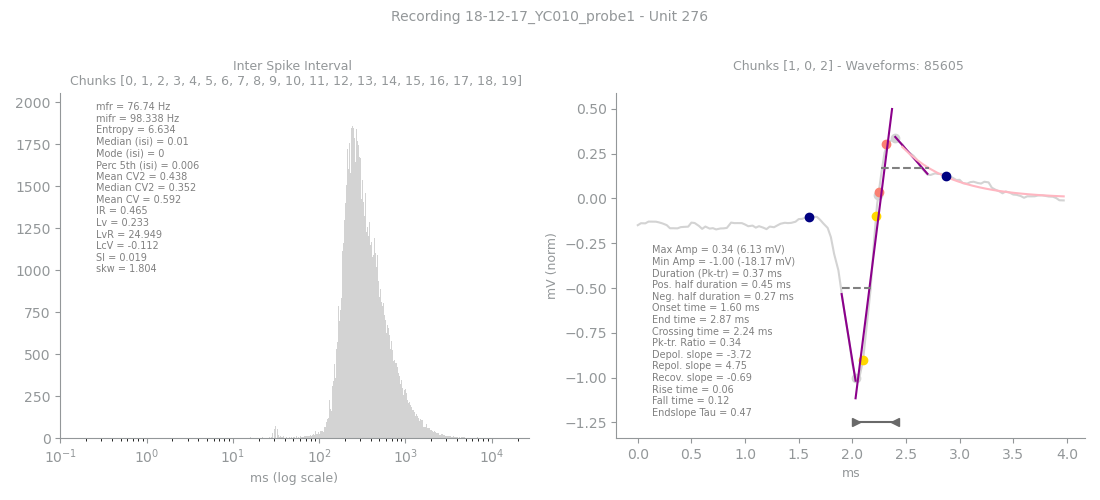 Recording 18-12-17_YC010_probe1 - Unit 276
Inter Spike Interval
Chunks [0, 1, 2, 3, 4, 5, 6, 7, 8, 9, 10, 11, 12, 13, 14, 15, 16, 17, 18, 19]
2000
1750
1500
1250
1000
750
500
250
0
mfr = 76.74 Hz
mifr = 98.338 Hz
Entropy = 6.634
Median (isi) = 0.01
Mode (isi) = 0
Perc 5th (isi) = 0.006
Mean CV2 = 0.438
Median CV2 = 0.352
Mean CV = 0.592
IR = 0.465
Lv = 0.233
LvR = 24.949
LcV = -0.112
SI = 0.019
skw = 1.804
10⁻¹ 10⁰ 10¹ 10² 10³ 10⁴
ms (log scale)
Chunks [1, 0, 2] - Waveforms: 85605
mV (norm)
0.50
0.25
0.00
−0.25
−0.50
−0.75
−1.00
−1.25
Max Amp = 0.34 (6.13 mV)
Min Amp = -1.00 (-18.17 mV)
Duration (Pk-tr) = 0.37 ms
Pos. half duration = 0.45 ms
Neg. half duration = 0.27 ms
Onset time = 1.60 ms
End time = 2.87 ms
Crossing time = 2.24 ms
Pk-tr. Ratio = 0.34
Depol. slope = -3.72
Repol. slope = 4.75
Recov. slope = -0.69
Rise time = 0.06
Fall time = 0.12
Endslope Tau = 0.47
0.0 0.5 1.0 1.5 2.0 2.5 3.0 3.5 4.0
ms